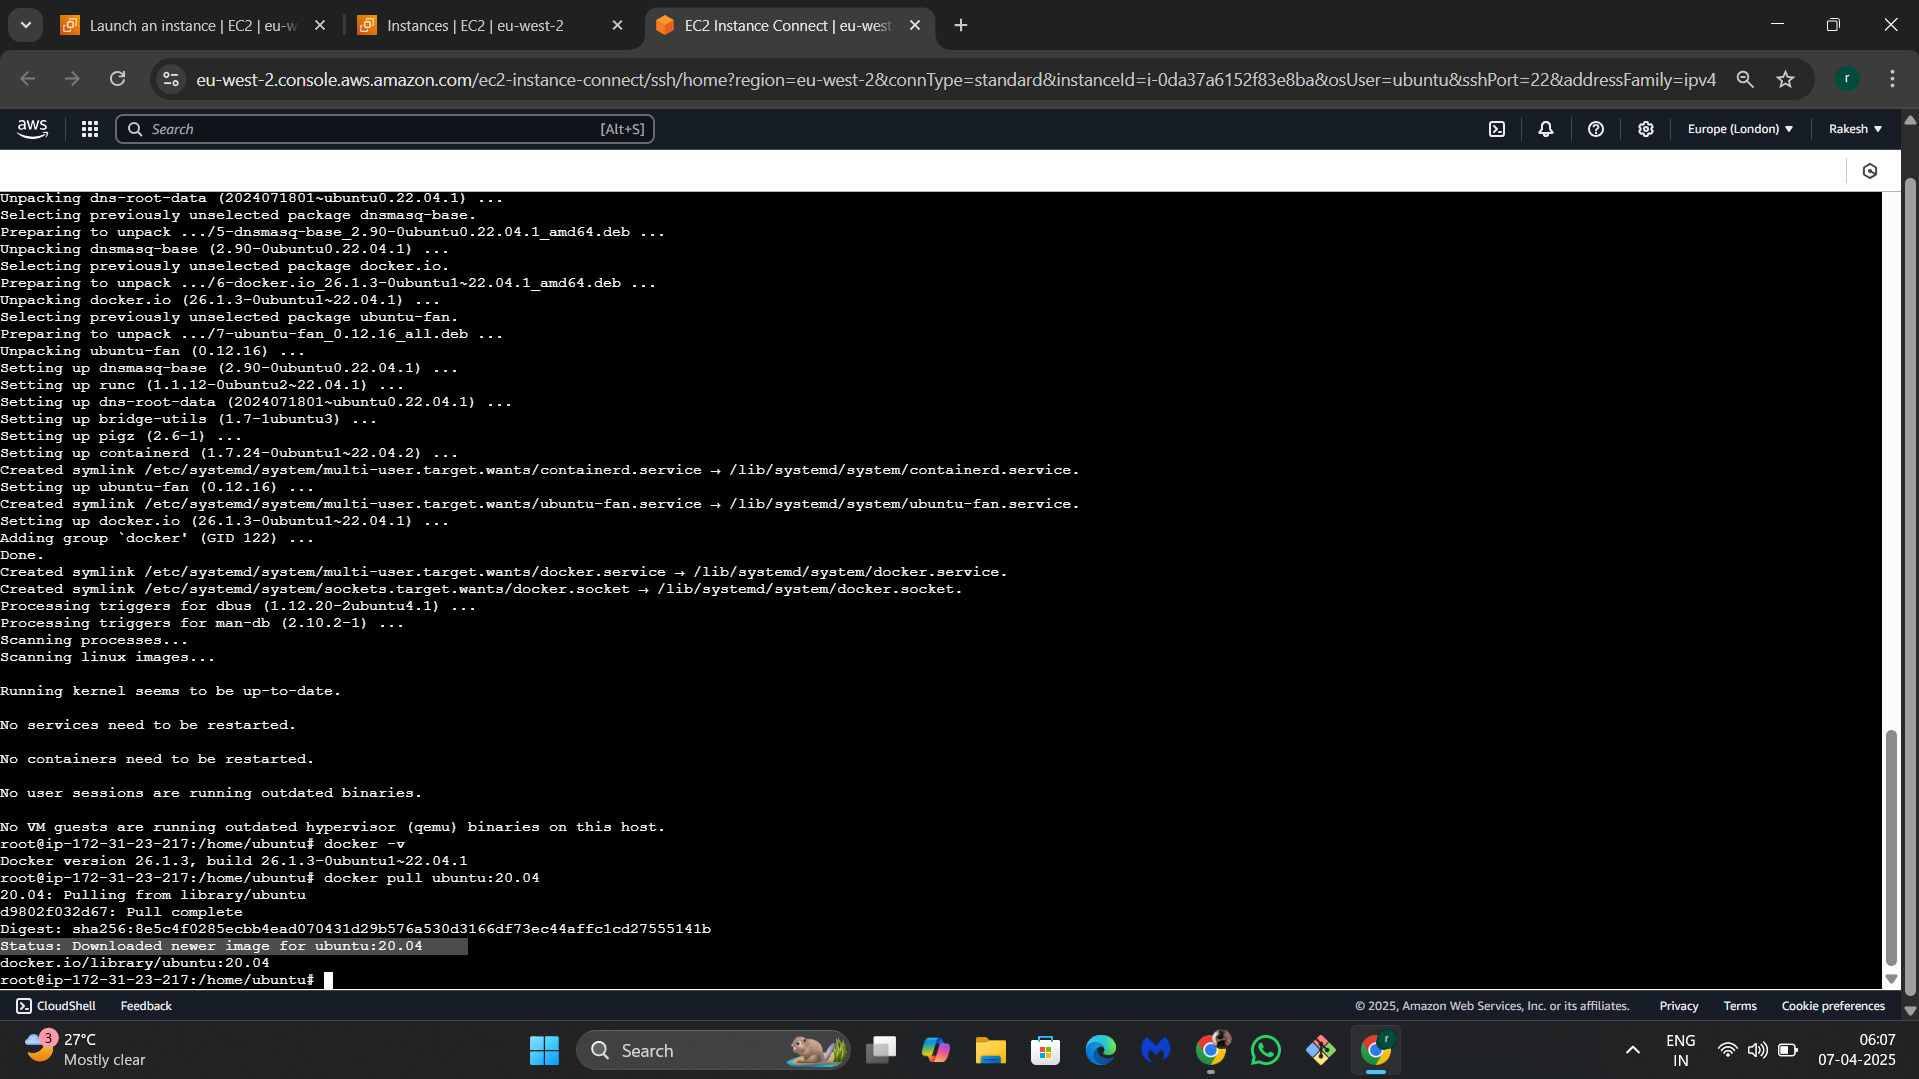 Launch an instance | EC2 | eu-w
Instances | EC2 | eu-west-2
EC2 Instance Connect | eu-west
eu-west-2.console.aws.amazon.com/ec2-instance-connect/ssh/home?region=eu-west-2&connType=standard&instanceId=i-0da37a6152f83e8ba&osUser=ubuntu&sshPort=22&addressFamily=ipv4
r
aws
Search
[Alt+S]
Europe (London)
Rakesh
Unpacking dns-root-data (2024071801~ubuntu0.22.04.1) ...
Selecting previously unselected package dnsmasq-base.
Preparing to unpack .../5-dnsmasq-base_2.90-0ubuntu0.22.04.1_amd64.deb ...
Unpacking dnsmasq-base (2.90-0ubuntu0.22.04.1) ...
Selecting previously unselected package docker.io.
Preparing to unpack .../6-docker.io_26.1.3-0ubuntu1~22.04.1_amd64.deb ...
Unpacking docker.io (26.1.3-0ubuntu1~22.04.1) ...
Selecting previously unselected package ubuntu-fan.
Preparing to unpack .../7-ubuntu-fan_0.12.16_all.deb ...
Unpacking ubuntu-fan (0.12.16) ...
Setting up dnsmasq-base (2.90-0ubuntu0.22.04.1) ...
Setting up runc (1.1.12-0ubuntu2~22.04.1) ...
Setting up dns-root-data (2024071801~ubuntu0.22.04.1) ...
Setting up bridge-utils (1.7-1ubuntu3) ...
Setting up pigz (2.6-1) ...
Setting up containerd (1.7.24-0ubuntu1~22.04.2) ...
Created symlink /etc/systemd/system/multi-user.target.wants/containerd.service → /lib/systemd/system/containerd.service.
Setting up ubuntu-fan (0.12.16) ...
Created symlink /etc/systemd/system/multi-user.target.wants/ubuntu-fan.service → /lib/systemd/system/ubuntu-fan.service.
Setting up docker.io (26.1.3-0ubuntu1~22.04.1) ...
Adding group `docker' (GID 122) ...
Done.
Created symlink /etc/systemd/system/multi-user.target.wants/docker.service → /lib/systemd/system/docker.service.
Created symlink /etc/systemd/system/sockets.target.wants/docker.socket → /lib/systemd/system/docker.socket.
Processing triggers for dbus (1.12.20-2ubuntu4.1) ...
Processing triggers for man-db (2.10.2-1) ...
Scanning processes...
Scanning linux images...
Running kernel seems to be up-to-date.
No services need to be restarted.
No containers need to be restarted.
No user sessions are running outdated binaries.
No VM guests are running outdated hypervisor (qemu) binaries on this host.
root@ip-172-31-23-217:/home/ubuntu# docker -v
Docker version 26.1.3, build 26.1.3-0ubuntu1~22.04.1
root@ip-172-31-23-217:/home/ubuntu# docker pull ubuntu:20.04
20.04: Pulling from library/ubuntu
d9802f032d67: Pull complete
Digest: sha256:8e5c4f0285ecbb4ead070431d29b576a530d3166df73ec44affc1cd27555141b
Status: Downloaded newer image for ubuntu:20.04
docker.io/library/ubuntu:20.04
root@ip-172-31-23-217:/home/ubuntu#
CloudShell
Feedback
© 2025, Amazon Web Services, Inc. or its affiliates.
Privacy
Terms
Cookie preferences
3
27°C
Mostly clear
Search
r
ENG
IN
06:07
07-04-2025